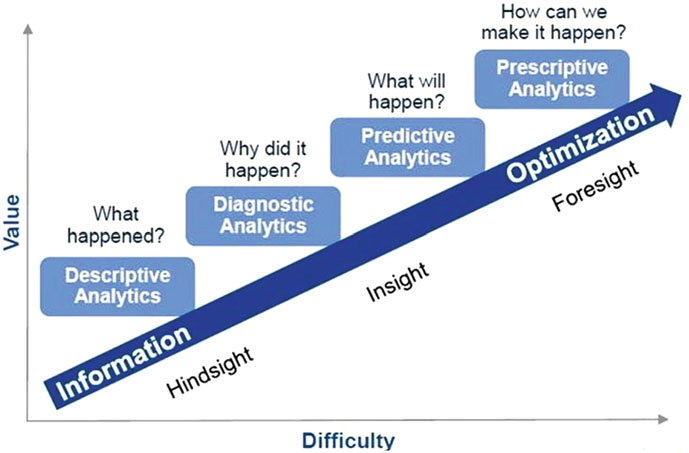 How can we
make it happen?
Prescriptive
Analytics
What will
happen?
Predictive
Analytics
Optimization
Why did it
happen?
Foresight
Diagnostic
Analytics
What
happened?
Insight
Descriptive
Analytics
Information
Hindsight
Value
Difficulty